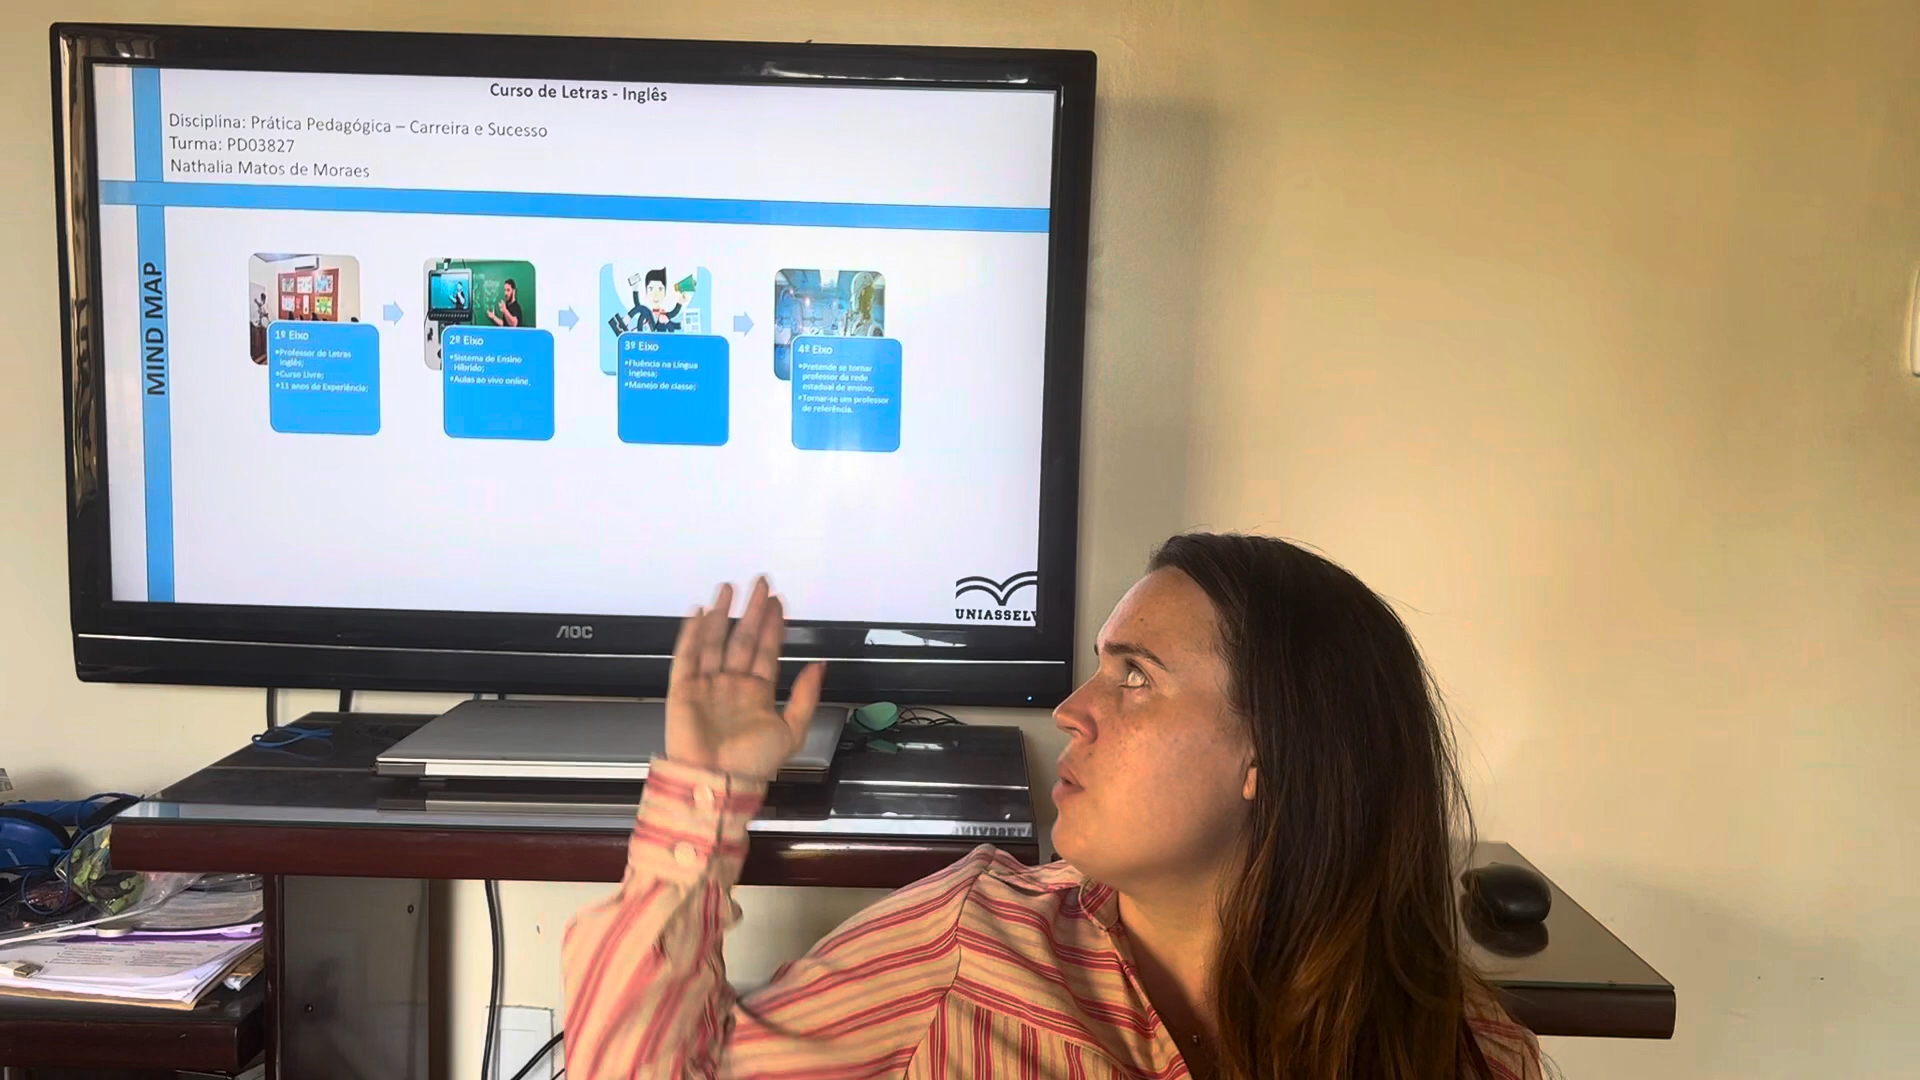 Curso de Letras - Inglês
Disciplina: Prática Pedagógica – Carreira e Sucesso
Turma: PD03827
Nathalia Matos de Moraes
MIND MAP
1º Eixo
•Professor de Letras
Inglês;
•Curso Livre;
•11 anos de Experiência;
2º Eixo
•Sistema de Ensino
Híbrido;
•Aulas ao vivo online.
3º Eixo
•Fluência na Língua
Inglesa;
•Manejo de classe;
4º Eixo
•Pretende se tornar
professor da rede
estadual de ensino;
•Tornar-se um professor
de referência.
UNIASSELV
AOC